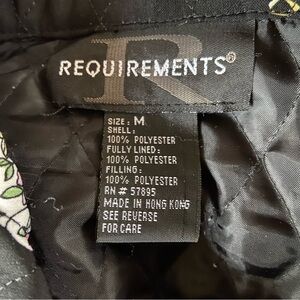 R
REQUIREMENTS®
SIZE: M
SHELL:
100% POLYESTER
FULLY LINED:
100% POLYESTER
FILLING:
100% POLYESTER
RN # 57895
MADE IN HONG KONG
SEE REVERSE
FOR CARE